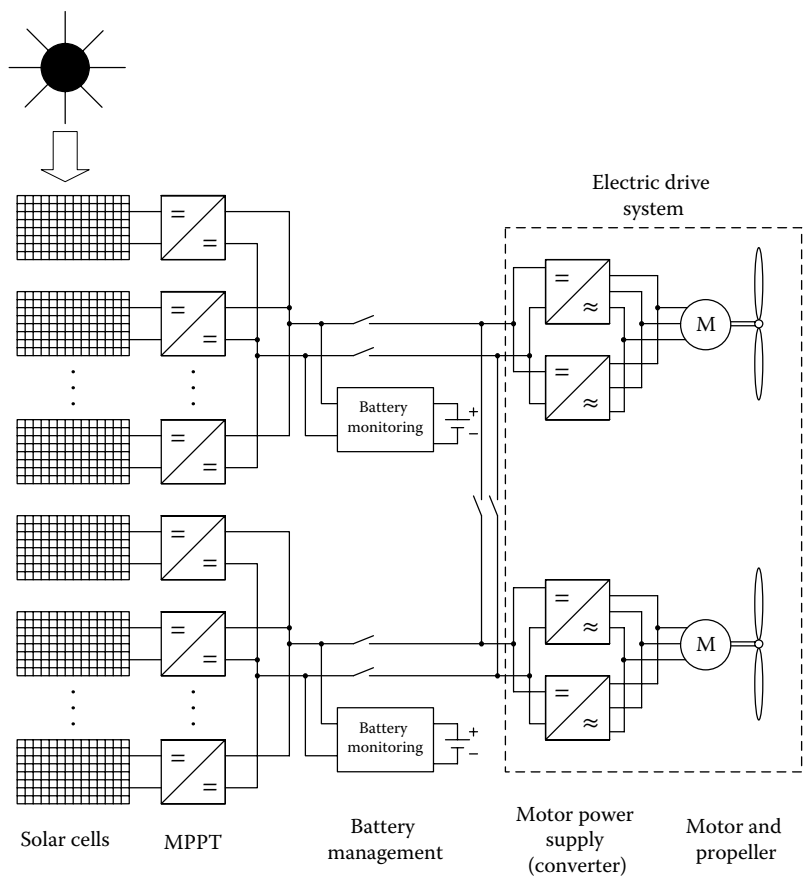 Electric drive
system
M
Battery
monitoring
+
−
M
Battery
monitoring
+
−
Solar cells
MPPT
Battery
management
Motor power
supply
(converter)
Motor and
propeller